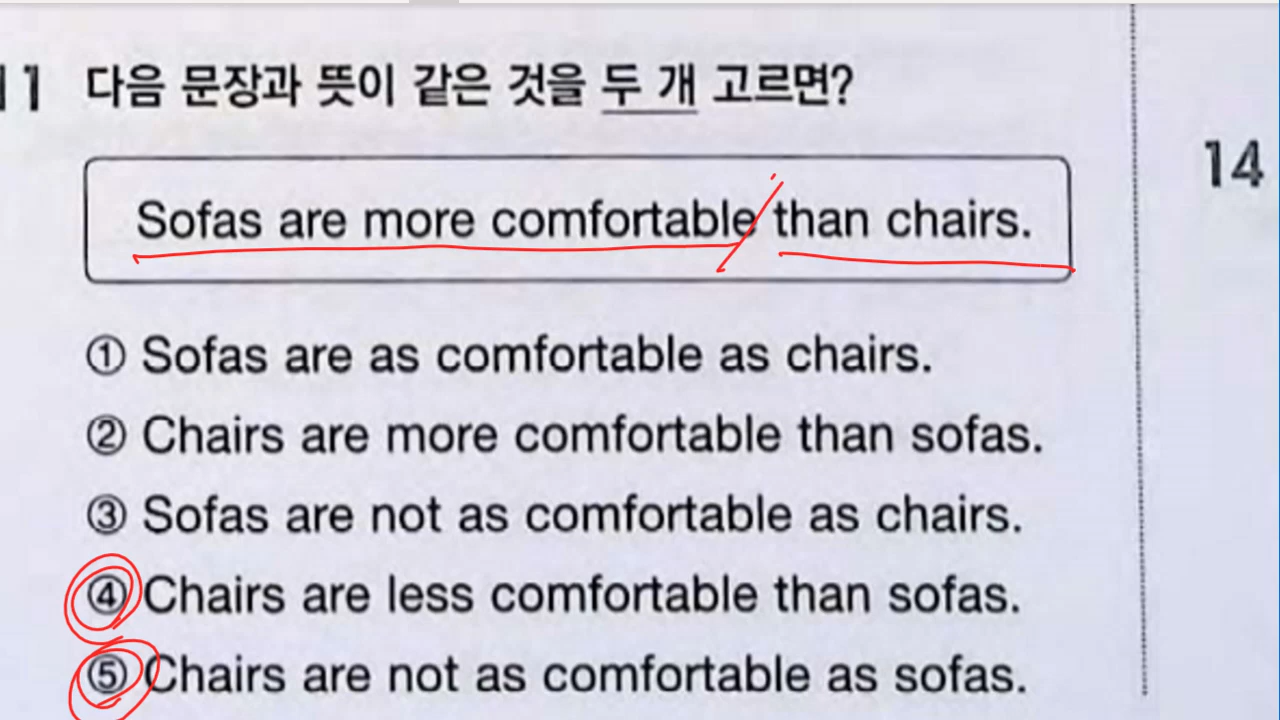 11 다음 문장과 뜻이 같은 것을 두 개 고르면?
14
Sofas are more comfortable than chairs.
① Sofas are as comfortable as chairs.
② Chairs are more comfortable than sofas.
③ Sofas are not as comfortable as chairs.
④ Chairs are less comfortable than sofas.
⑤ Chairs are not as comfortable as sofas.